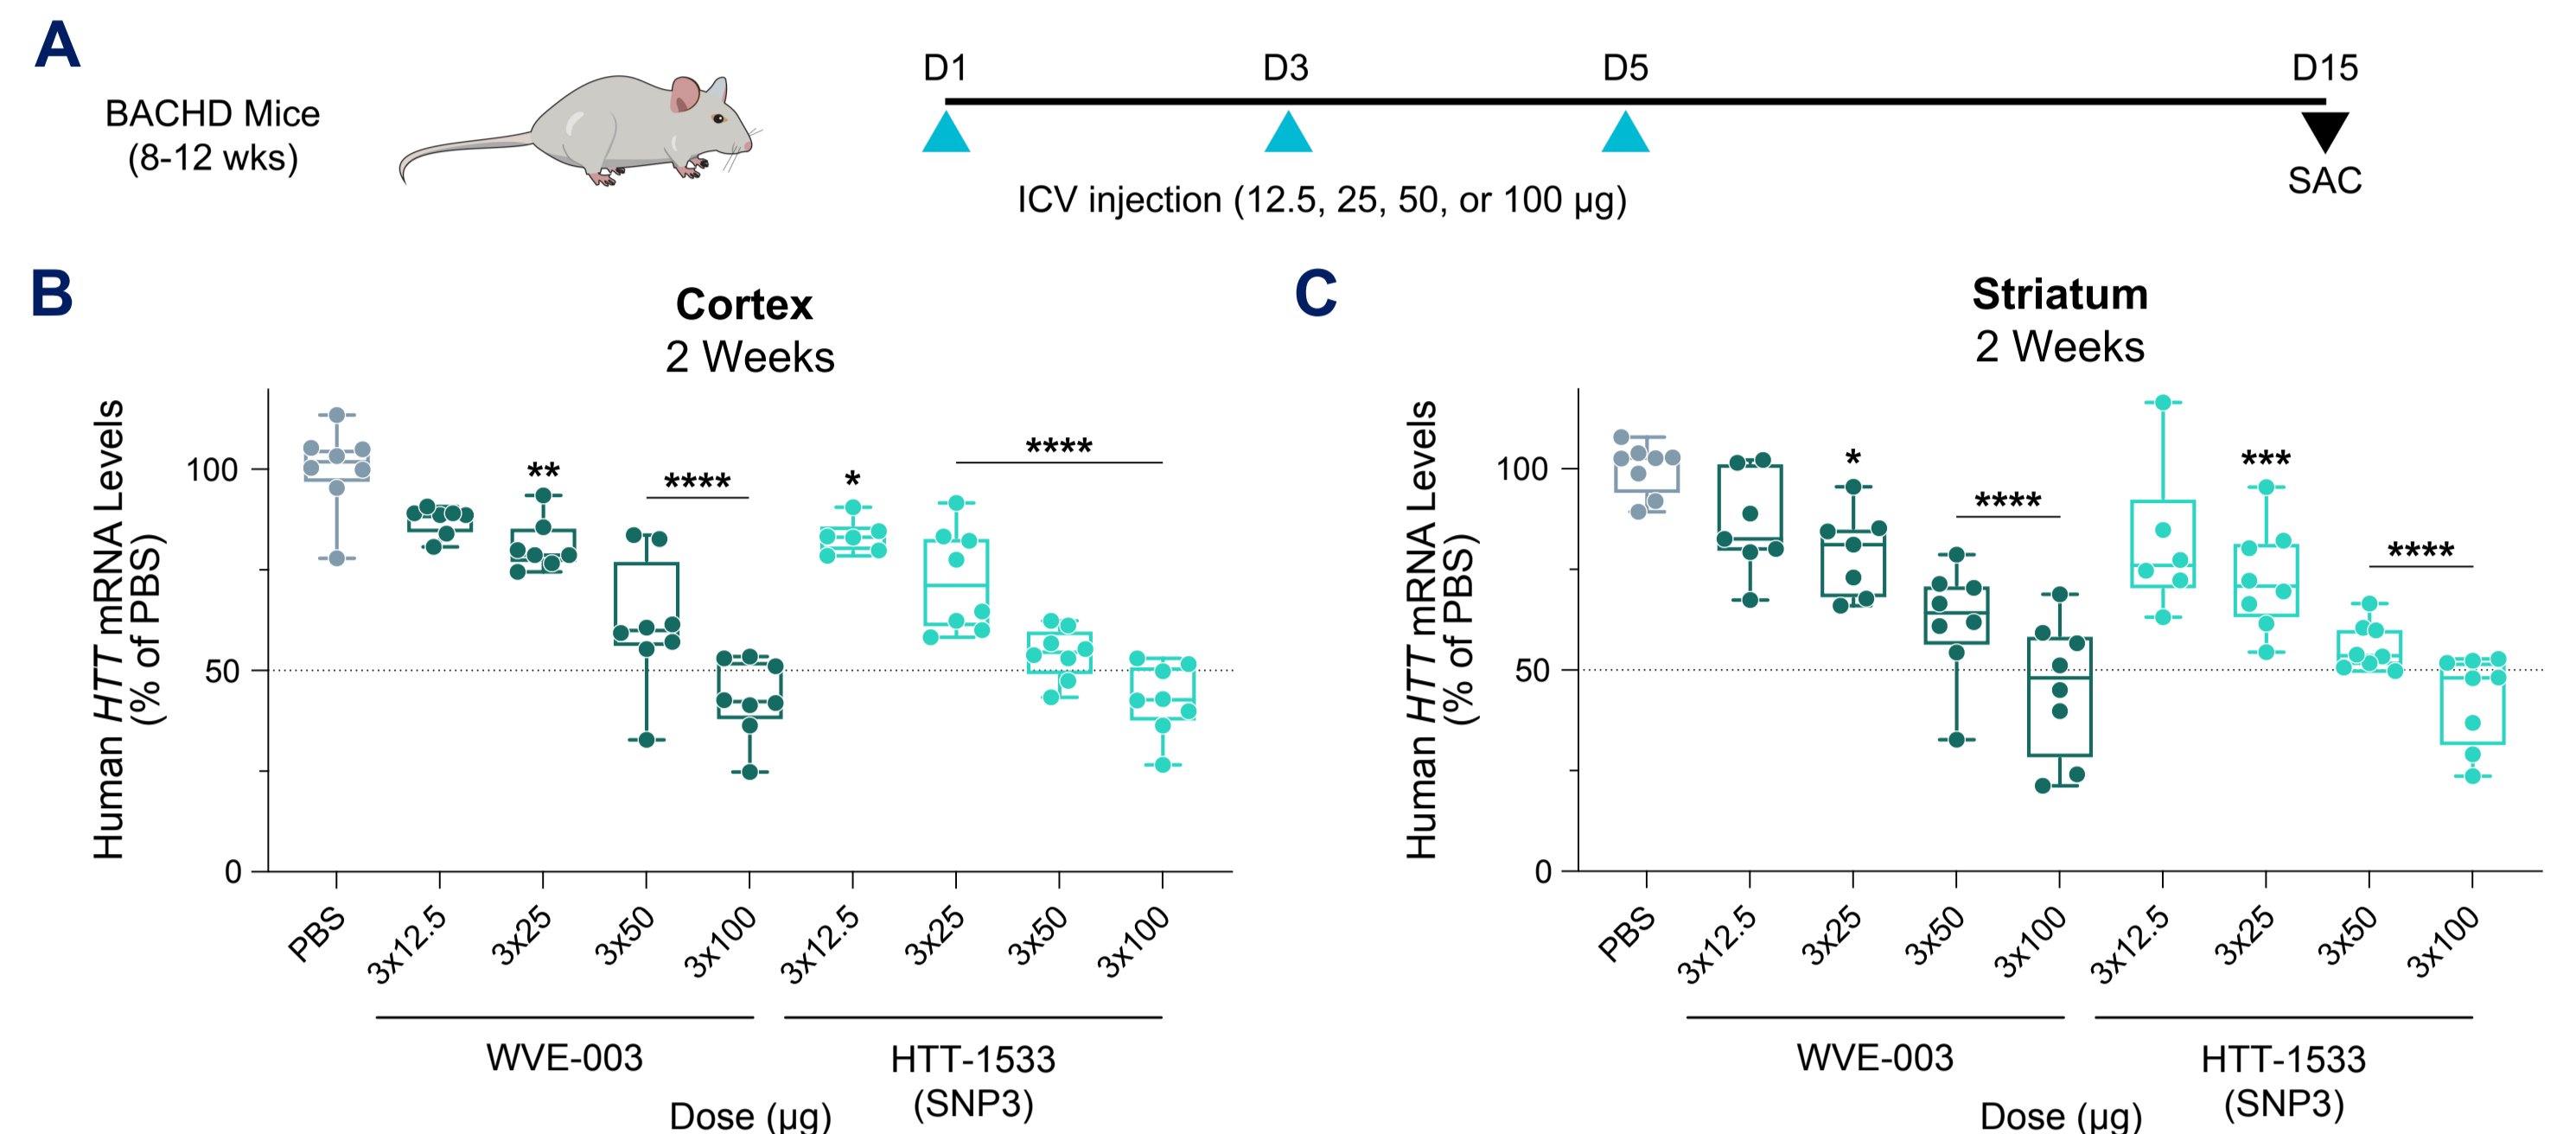 A
BACHD Mice
(8-12 wks)
D1
D3
D5
D15
ICV injection (12.5, 25, 50, or 100 µg)
SAC
B
Cortex
2 Weeks
Human HTT mRNA Levels
(% of PBS)
100
50
0
**
****
*
****
PBS
3x12.5
3x25
3x50
3x100
3x12.5
3x25
3x50
3x100
WVE-003
HTT-1533
(SNP3)
Dose (µg)
C
Striatum
2 Weeks
Human HTT mRNA Levels
(% of PBS)
100
50
0
*
****
***
****
PBS
3x12.5
3x25
3x50
3x100
3x12.5
3x25
3x50
3x100
WVE-003
HTT-1533
(SNP3)
Dose (µg)